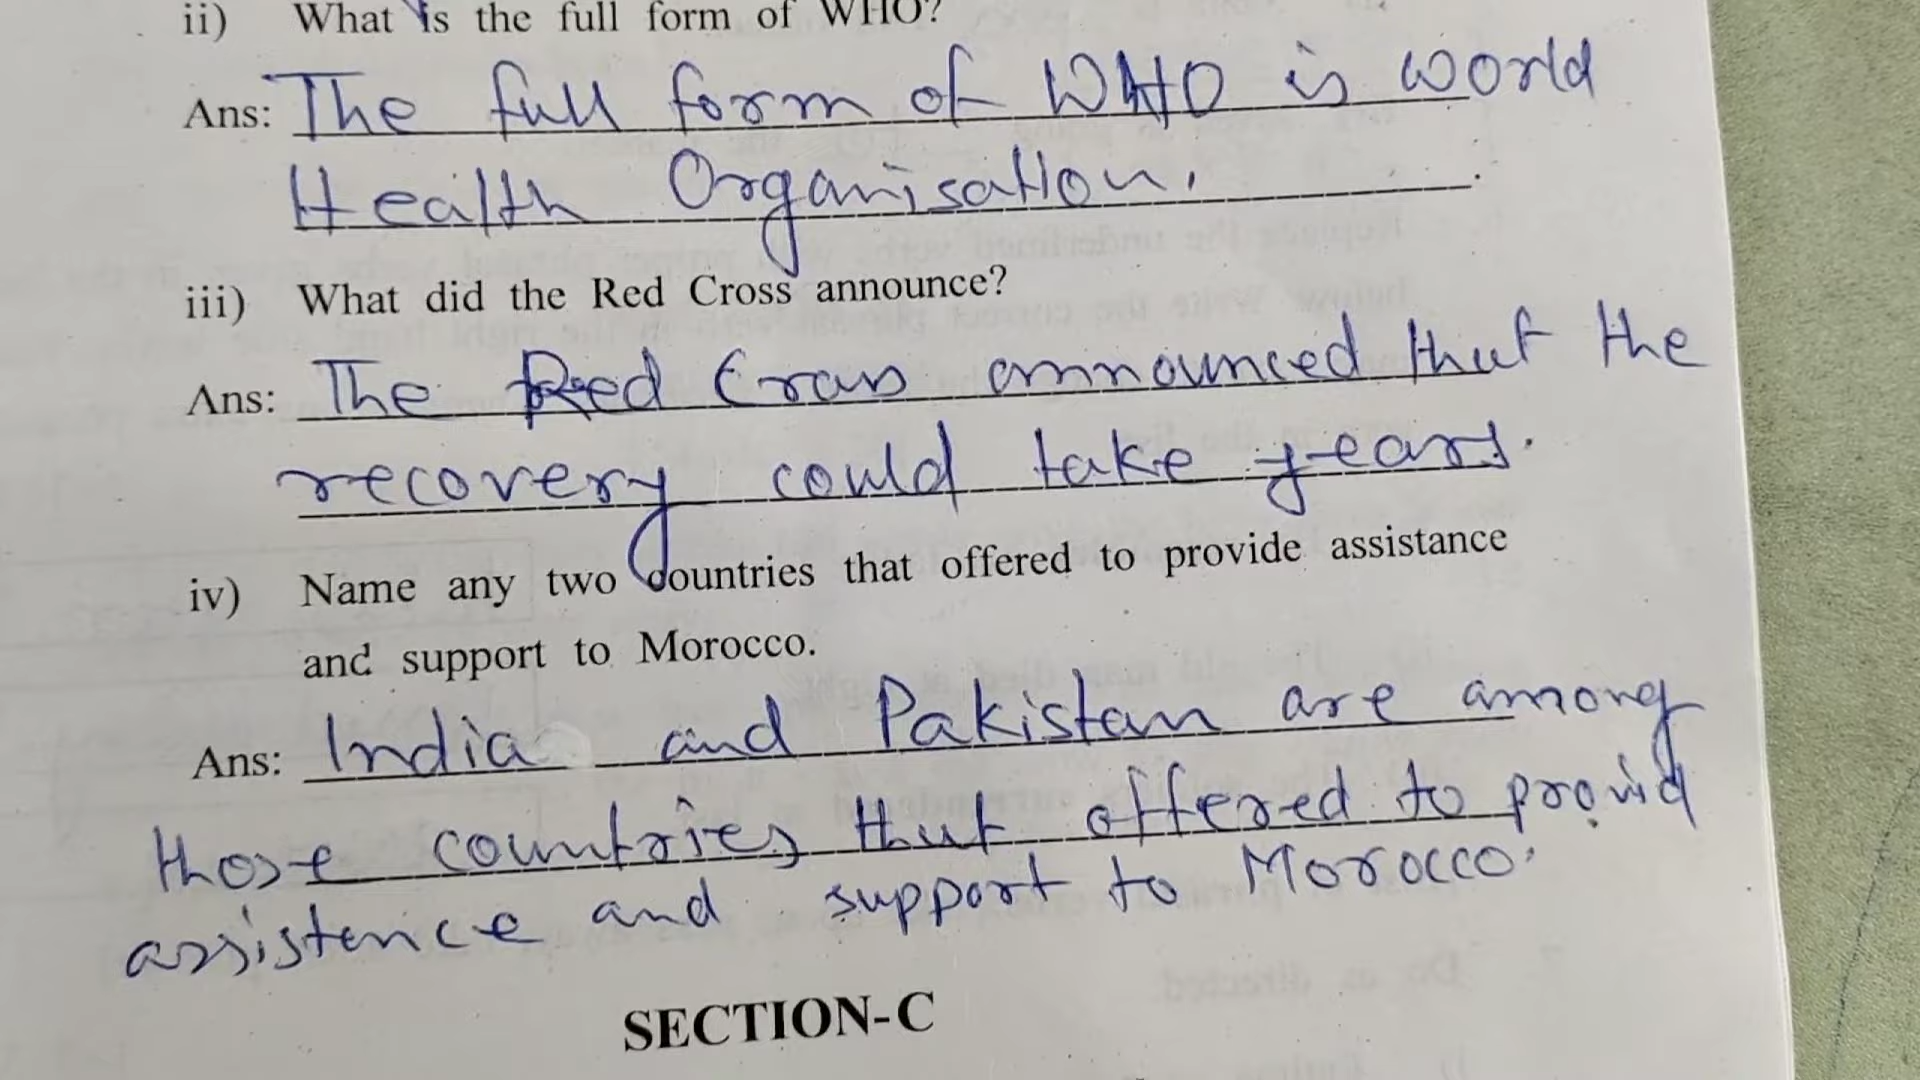 ii) What is the full form of WHO?
Ans: The full form of WHO is world
Health Organisation.
iii) What did the Red Cross announce?
Ans: The Red Cross announced that the
recovery could take years.
iv) Name any two countries that offered to provide assistance
and support to Morocco.
Ans: India and Pakistan are among
those countries that offered to provid
assistence and support to Morocco.
SECTION-C